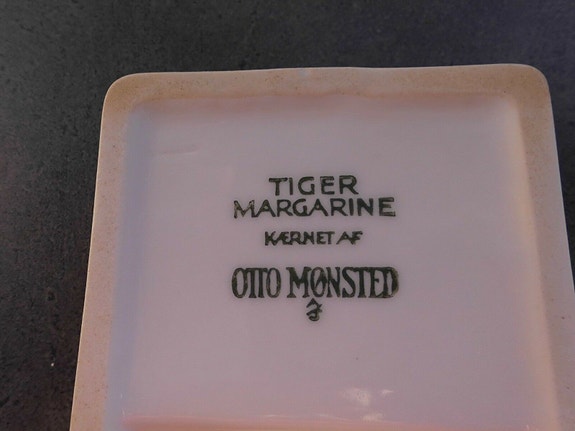 TIGER
MARGARINE
KÆRNET AF
OTTO MØNSTED